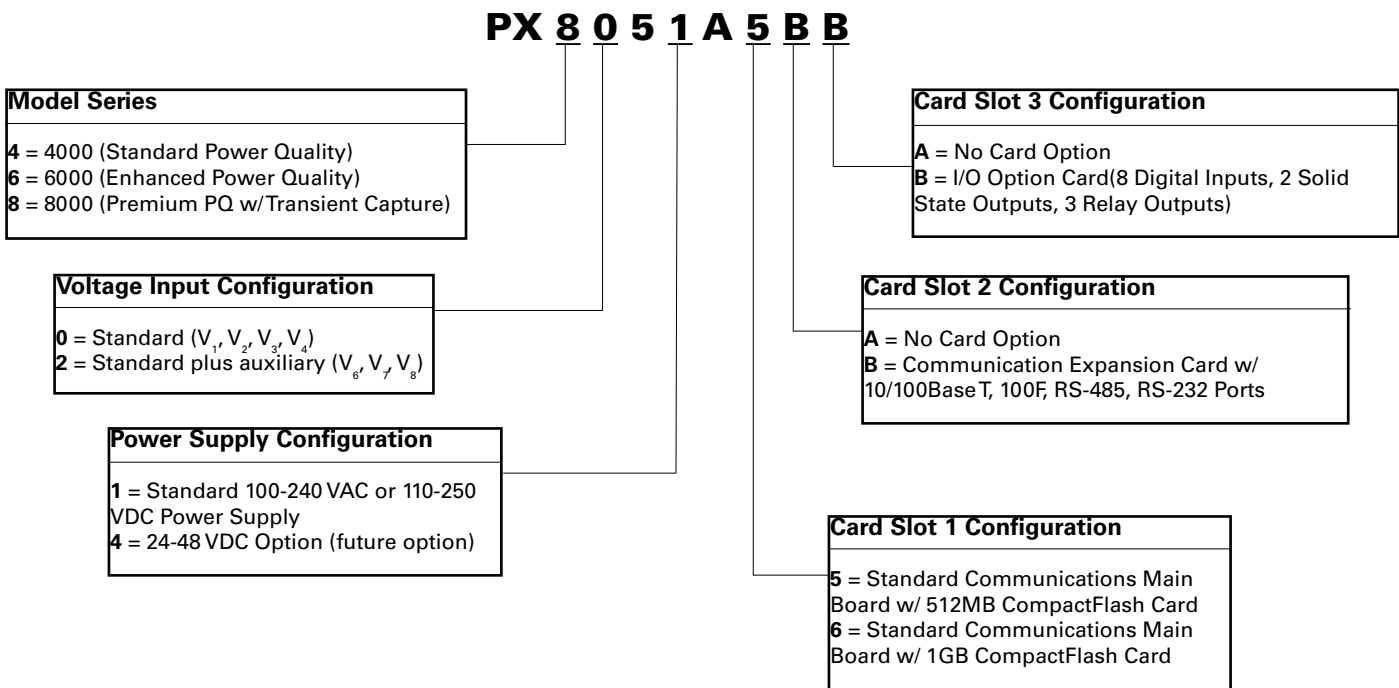 PX 8 0 5 1 A 5 B B
Model Series
4 = 4000 (Standard Power Quality)
6 = 6000 (Enhanced Power Quality)
8 = 8000 (Premium PQ w/Transient Capture)
Voltage Input Configuration
0 = Standard (V1, V2, V3, V4)
2 = Standard plus auxiliary (V6, V7, V8)
Power Supply Configuration
1 = Standard 100-240 VAC or 110-250
VDC Power Supply
4 = 24-48 VDC Option (future option)
Card Slot 3 Configuration
A = No Card Option
B = I/O Option Card(8 Digital Inputs, 2 Solid
State Outputs, 3 Relay Outputs)
Card Slot 2 Configuration
A = No Card Option
B = Communication Expansion Card w/
10/100Base T, 100F, RS-485, RS-232 Ports
Card Slot 1 Configuration
5 = Standard Communications Main
Board w/ 512MB CompactFlash Card
6 = Standard Communications Main
Board w/ 1GB CompactFlash Card